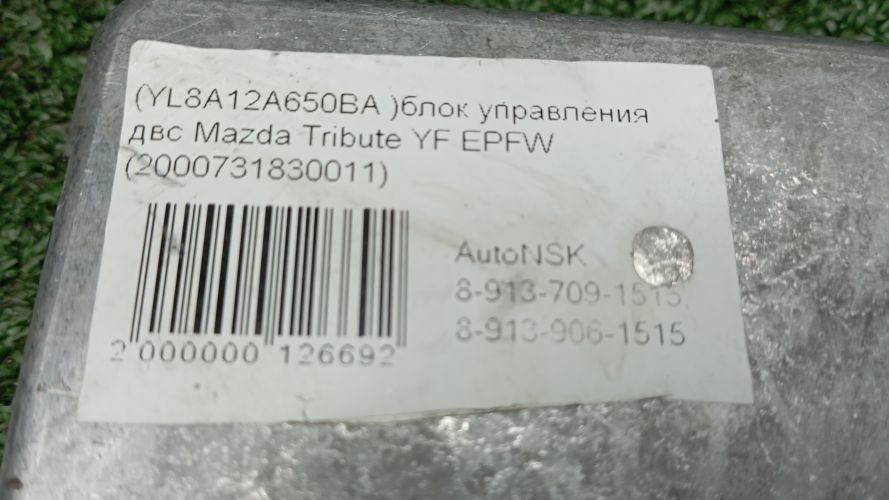 (YL8A12A650BA )блок управления
двс Mazda Tribute YF EPFW
(2000731830011)
AutoNSK
8-913-709-1515,
8-913-906-1515
2 000000 126692